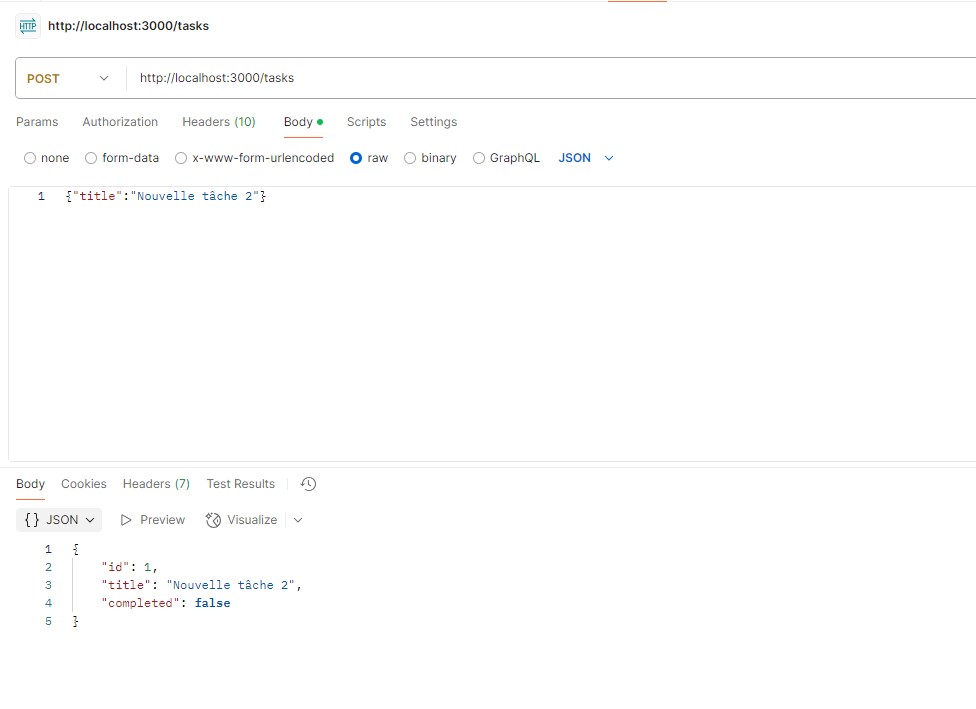 HTTP http://localhost:3000/tasks
POST http://localhost:3000/tasks
Params Authorization Headers (10) Body Scripts Settings
none form-data x-www-form-urlencoded raw binary GraphQL JSON
1 {"title":"Nouvelle tâche 2"}
Body Cookies Headers (7) Test Results
{} JSON Preview Visualize
1 {
2 "id": 1,
3 "title": "Nouvelle tâche 2",
4 "completed": false
5 }